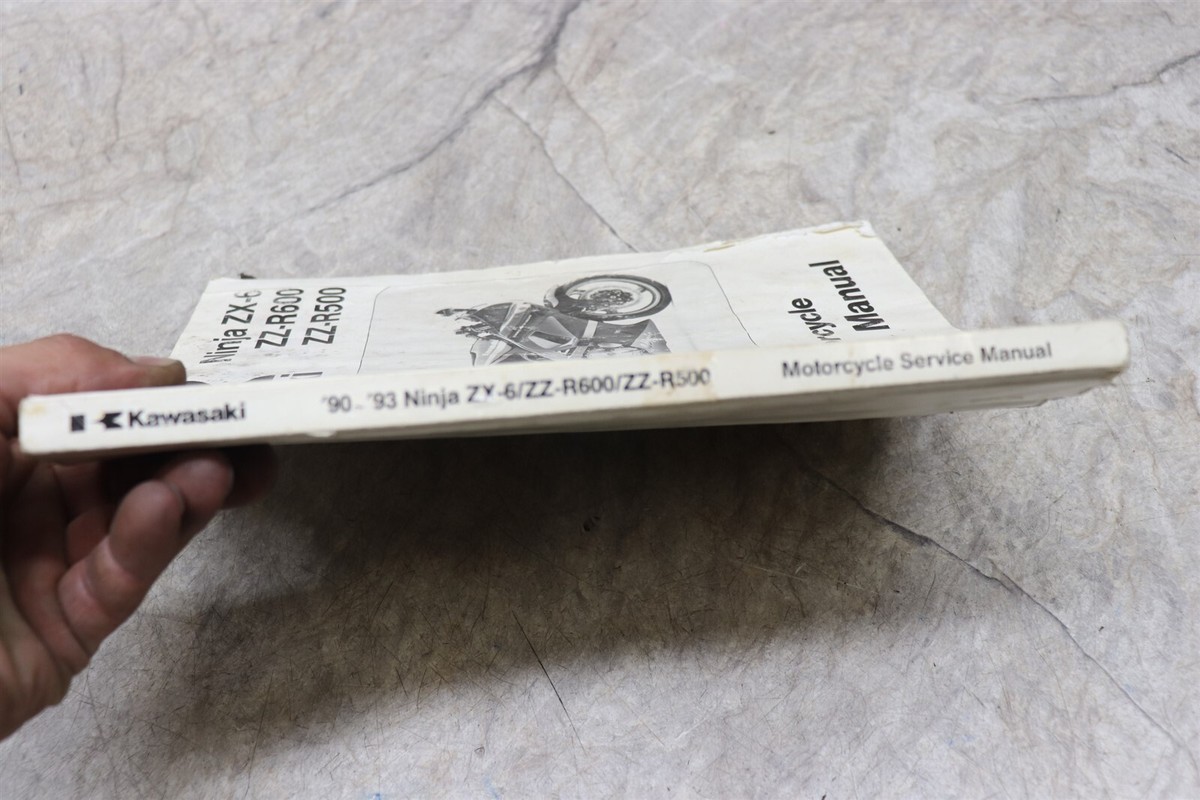 Ninja ZX-6
ZZ-R600
ZZ-R500
Manual
Kawasaki '90-'93 Ninja ZX-6/ZZ-R600/ZZ-R500 Motorcycle Service Manual